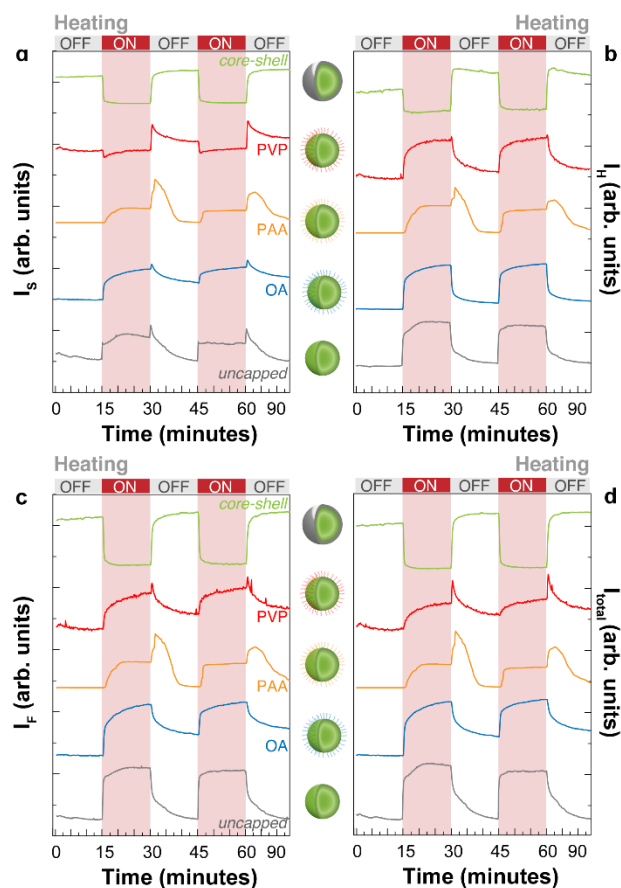 Heating
Heating
OFF ON OFF ON OFF
OFF ON OFF ON OFF
a
b
core-shell
PVP
PAA
OA
uncapped
I_S (arb. units)
I_H (arb. units)
0 15 30 45 60 90
0 15 30 45 60 90
Time (minutes)
Time (minutes)
Heating
Heating
OFF ON OFF ON OFF
OFF ON OFF ON OFF
c
d
core-shell
PVP
PAA
OA
uncapped
I_F (arb. units)
I_total (arb. units)
0 15 30 45 60 90
0 15 30 45 60 90
Time (minutes)
Time (minutes)